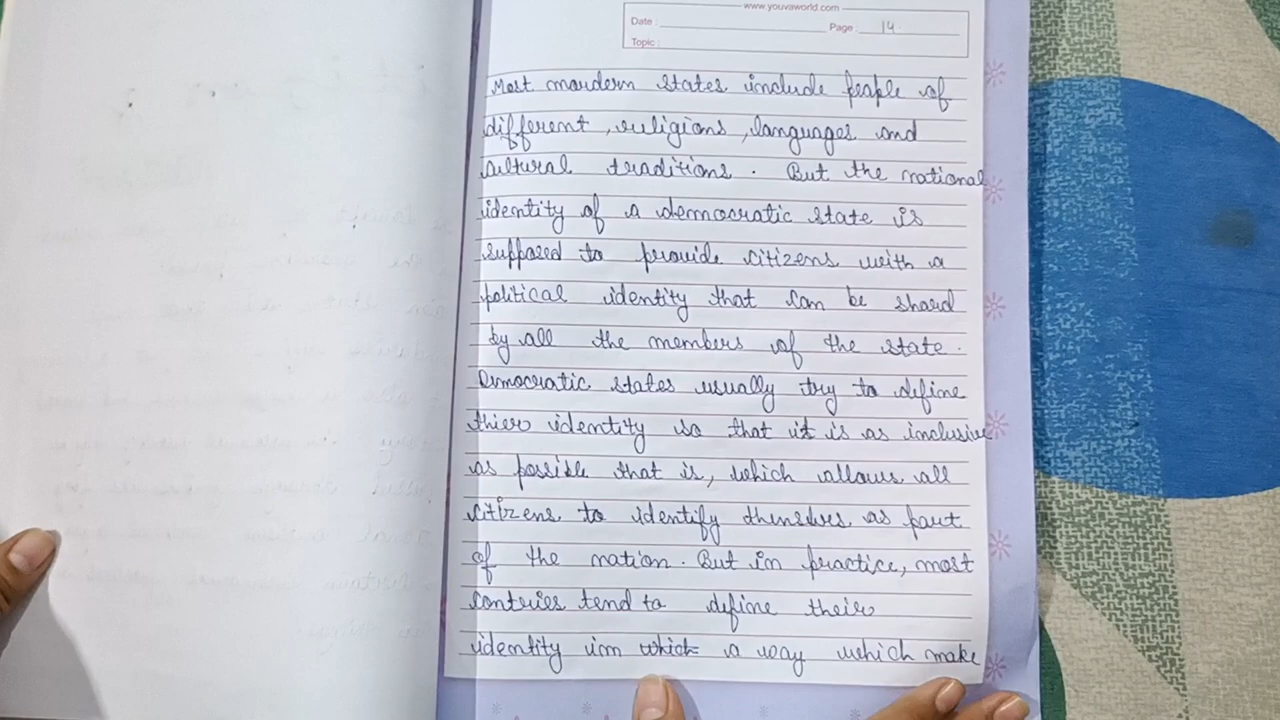 www.youvaworld.com
Date : Page : 14
Topic :
Most mordern states include people of
different , religions , languages and
cultural traditions . But the national
identity of a democratic state is
supposed to provide citizens with a
political identity that can be shard
by all the members of the state .
Democratic states usually try to define
thier identity so that it is as inclusive
as possible that is, which allows all
citizens to identify themselves as part
of the nation . But in practice, most
contries tend to define their
identity im which a way which make